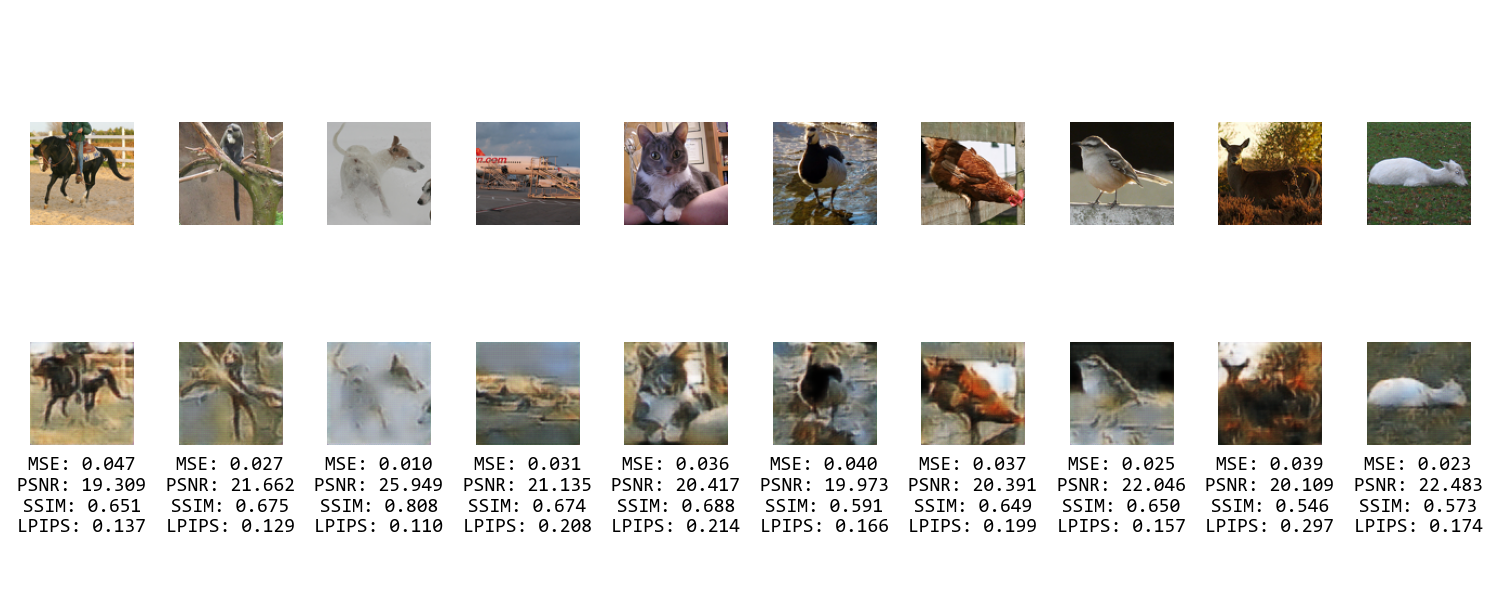 a.com
MSE: 0.047
PSNR: 19.309
SSIM: 0.651
LPIPS: 0.137
MSE: 0.027
PSNR: 21.662
SSIM: 0.675
LPIPS: 0.129
MSE: 0.010
PSNR: 25.949
SSIM: 0.808
LPIPS: 0.110
MSE: 0.031
PSNR: 21.135
SSIM: 0.674
LPIPS: 0.208
MSE: 0.036
PSNR: 20.417
SSIM: 0.688
LPIPS: 0.214
MSE: 0.040
PSNR: 19.973
SSIM: 0.591
LPIPS: 0.166
MSE: 0.037
PSNR: 20.391
SSIM: 0.649
LPIPS: 0.199
MSE: 0.025
PSNR: 22.046
SSIM: 0.650
LPIPS: 0.157
MSE: 0.039
PSNR: 20.109
SSIM: 0.546
LPIPS: 0.297
MSE: 0.023
PSNR: 22.483
SSIM: 0.573
LPIPS: 0.174